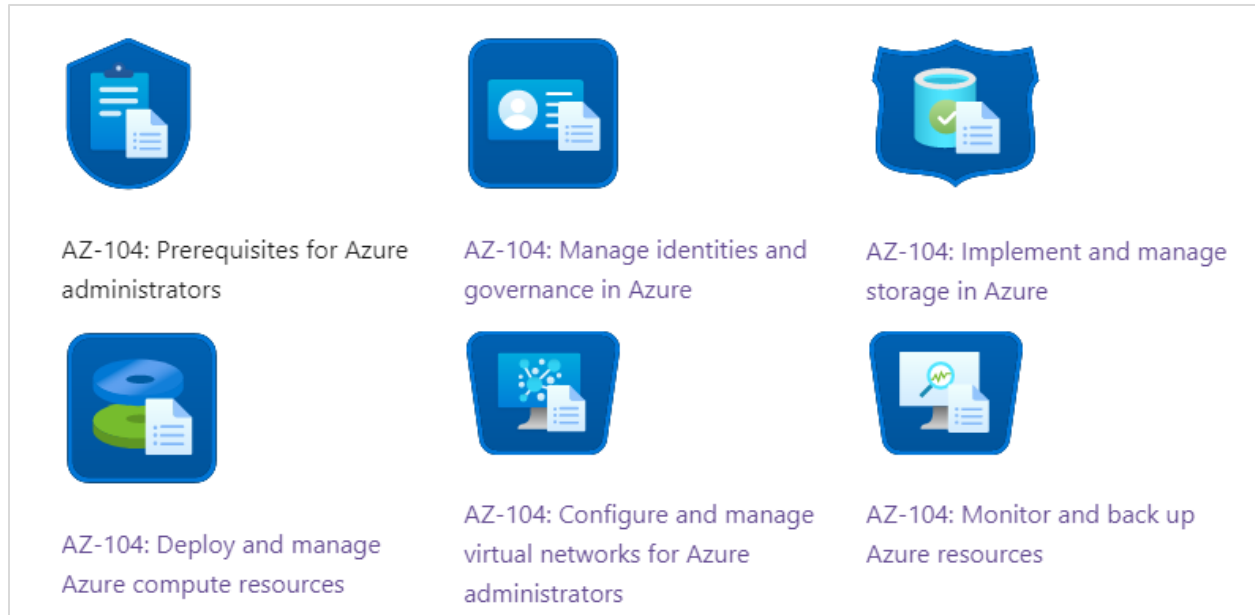 AZ-104: Prerequisites for Azure
administrators
AZ-104: Manage identities and
governance in Azure
AZ-104: Implement and manage
storage in Azure
AZ-104: Deploy and manage
Azure compute resources
AZ-104: Configure and manage
virtual networks for Azure
administrators
AZ-104: Monitor and back up
Azure resources